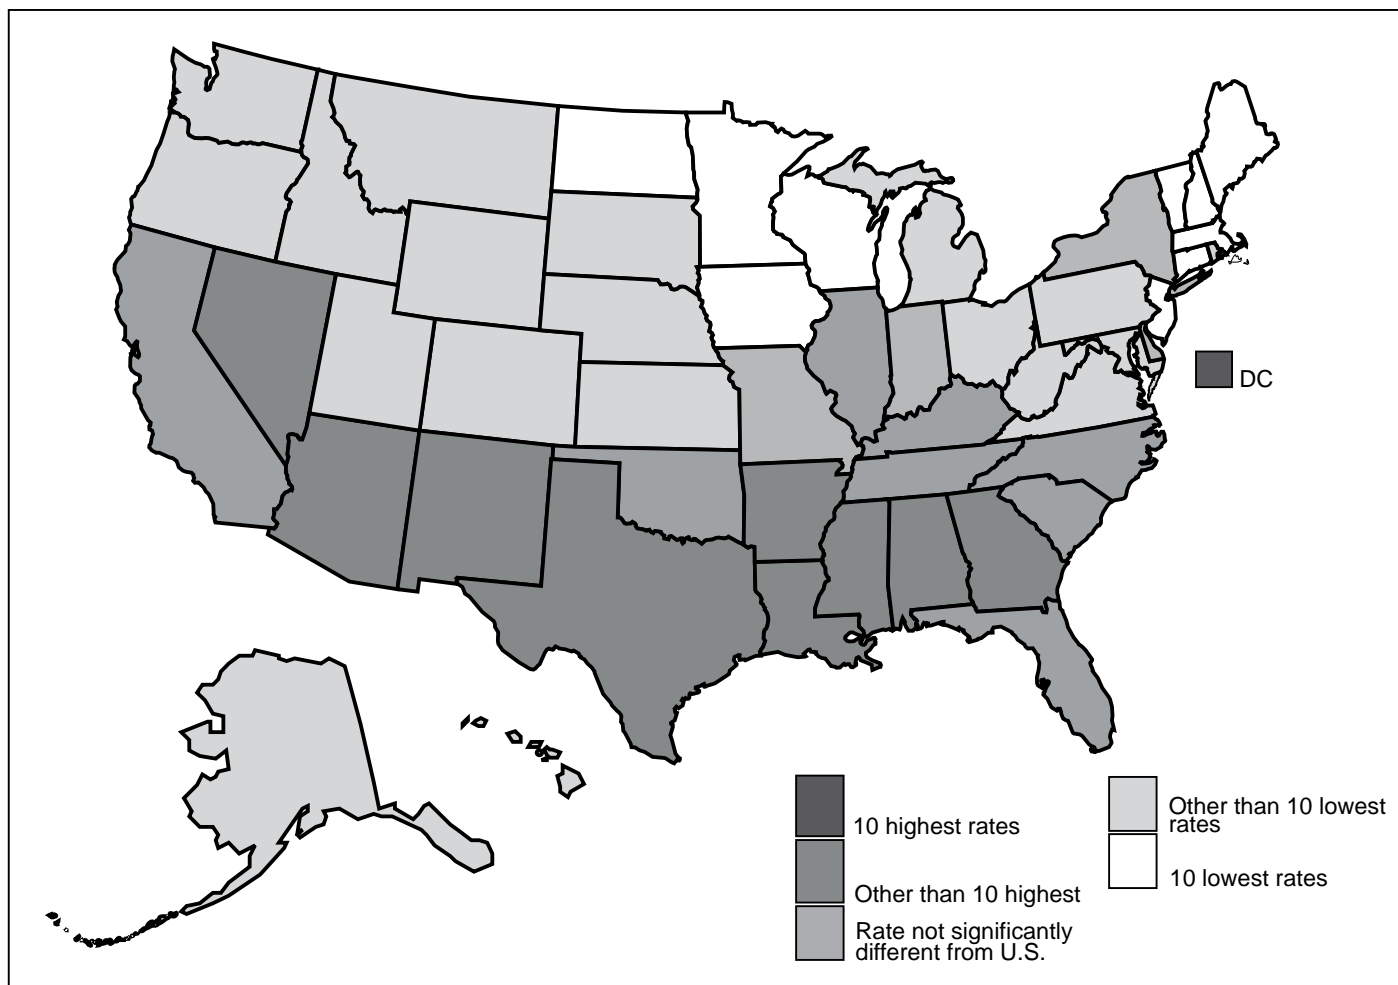 DC
10 highest rates
Other than 10 highest
Rate not significantly
different from U.S.
Other than 10 lowest
rates
10 lowest rates